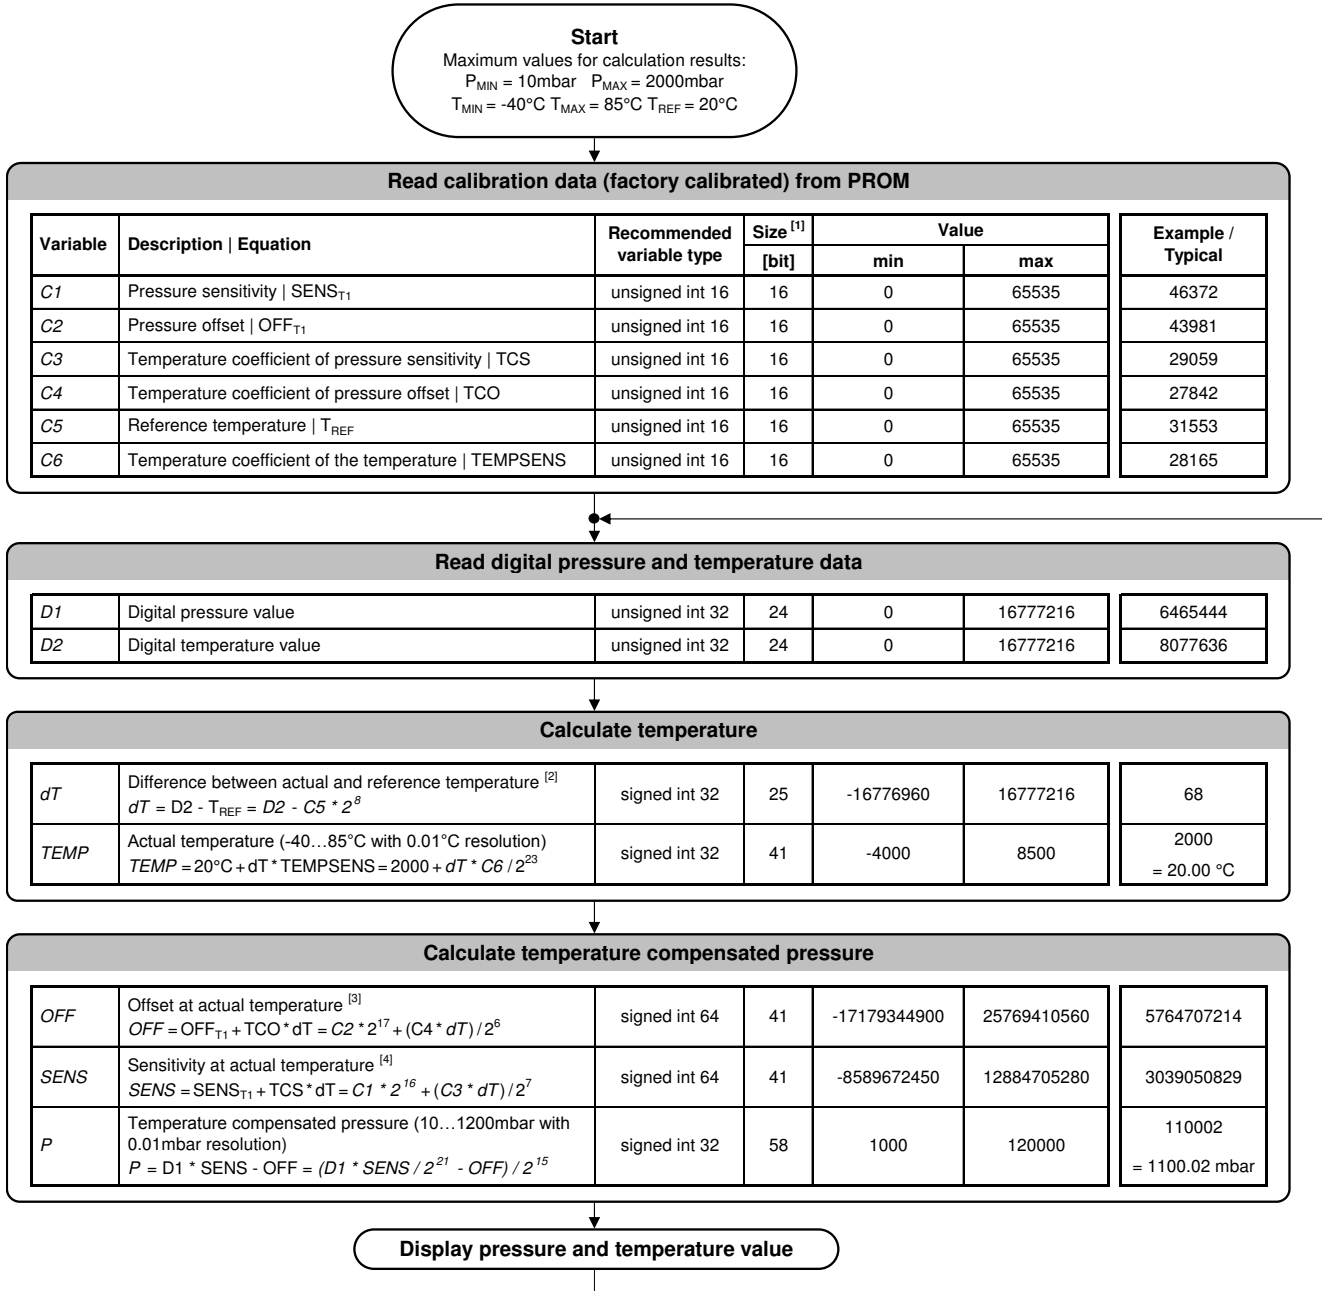 Start
Maximum values for calculation results:
PMIN = 10mbar PMAX = 2000mbar
TMIN = -40°C TMAX = 85°C TREF = 20°C
Read calibration data (factory calibrated) from PROM
Variable Description | Equation Recommended variable type Size [1] [bit] Value min max Example / Typical
C1 Pressure sensitivity | SENST1 unsigned int 16 16 0 65535 46372
C2 Pressure offset | OFFT1 unsigned int 16 16 0 65535 43981
C3 Temperature coefficient of pressure sensitivity | TCS unsigned int 16 16 0 65535 29059
C4 Temperature coefficient of pressure offset | TCO unsigned int 16 16 0 65535 27842
C5 Reference temperature | TREF unsigned int 16 16 0 65535 31553
C6 Temperature coefficient of the temperature | TEMPSENS unsigned int 16 16 0 65535 28165
Read digital pressure and temperature data
D1 Digital pressure value unsigned int 32 24 0 16777216 6465444
D2 Digital temperature value unsigned int 32 24 0 16777216 8077636
Calculate temperature
Difference between actual and reference temperature [2]
dT signed int 32 25 -16776960 16777216 68
dT = D2 - TREF = D2 - C5 * 2^8
Actual temperature (-40…85°C with 0.01°C resolution) 2000
TEMP signed int 32 41 -4000 8500
TEMP = 20°C + dT * TEMPSENS = 2000 + dT * C6 / 2^23 = 20.00 °C
Calculate temperature compensated pressure
Offset at actual temperature [3]
OFF signed int 64 41 -17179344900 25769410560 5764707214
OFF = OFFT1 + TCO * dT = C2 * 2^17 + (C4 * dT) / 2^6
Sensitivity at actual temperature [4]
SENS signed int 64 41 -8589672450 12884705280 3039050829
SENS = SENST1 + TCS * dT = C1 * 2^16 + (C3 * dT) / 2^7
Temperature compensated pressure (10…1200mbar with 110002
0.01mbar resolution)
P signed int 32 58 1000 120000
P = D1 * SENS - OFF = (D1 * SENS / 2^21 - OFF) / 2^15 = 1100.02 mbar
Display pressure and temperature value